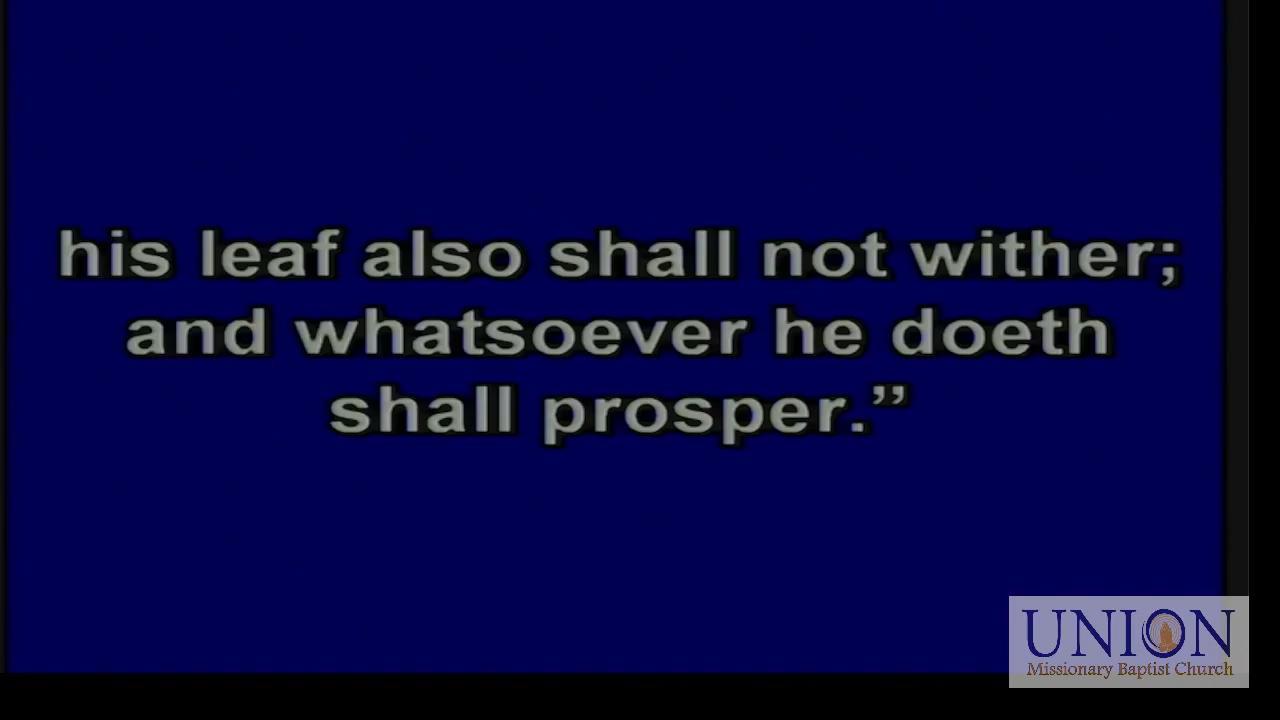 his leaf also shall not wither;
and whatsoever he doeth
shall prosper.”
UNION
Missionary Baptist Church